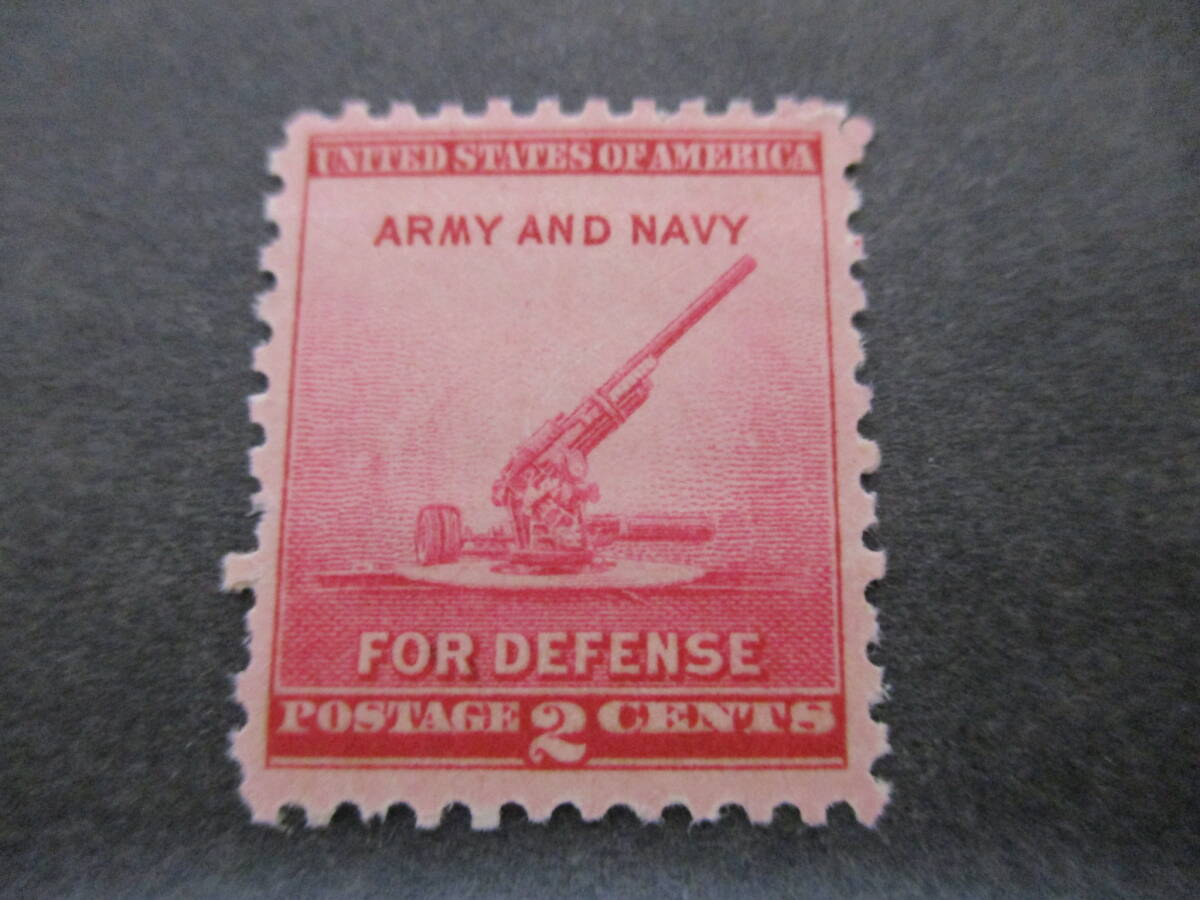 UNITED STATES OF AMERICA
ARMY AND NAVY
FOR DEFENSE
POSTAGE 2 CENTS